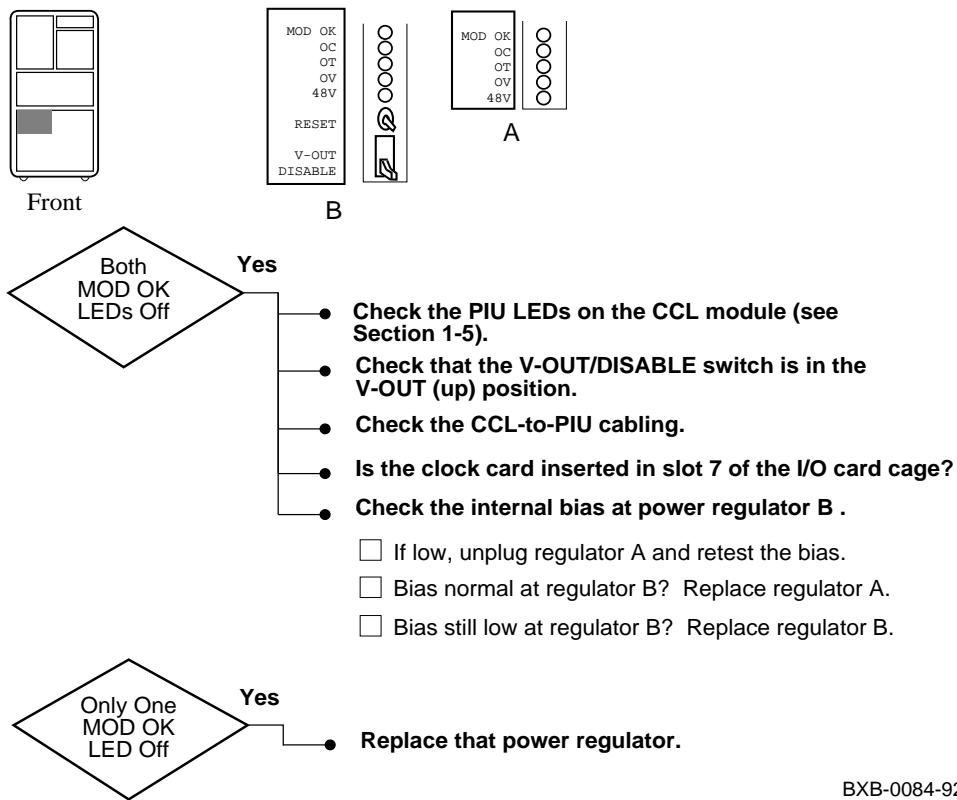 MOD OK
OC
OT
OV
48V
RESET
V-OUT
DISABLE
B
MOD OK
OC
OT
OV
48V
A
Front
Both
MOD OK
LEDs Off
Yes
Check the PIU LEDs on the CCL module (see
Section 1-5).
Check that the V-OUT/DISABLE switch is in the
V-OUT (up) position.
Check the CCL-to-PIU cabling.
Is the clock card inserted in slot 7 of the I/O card cage?
Check the internal bias at power regulator B .
If low, unplug regulator A and retest the bias.
Bias normal at regulator B? Replace regulator A.
Bias still low at regulator B? Replace regulator B.
Only One
MOD OK
LED Off
Yes
Replace that power regulator.
BXB-0084-92